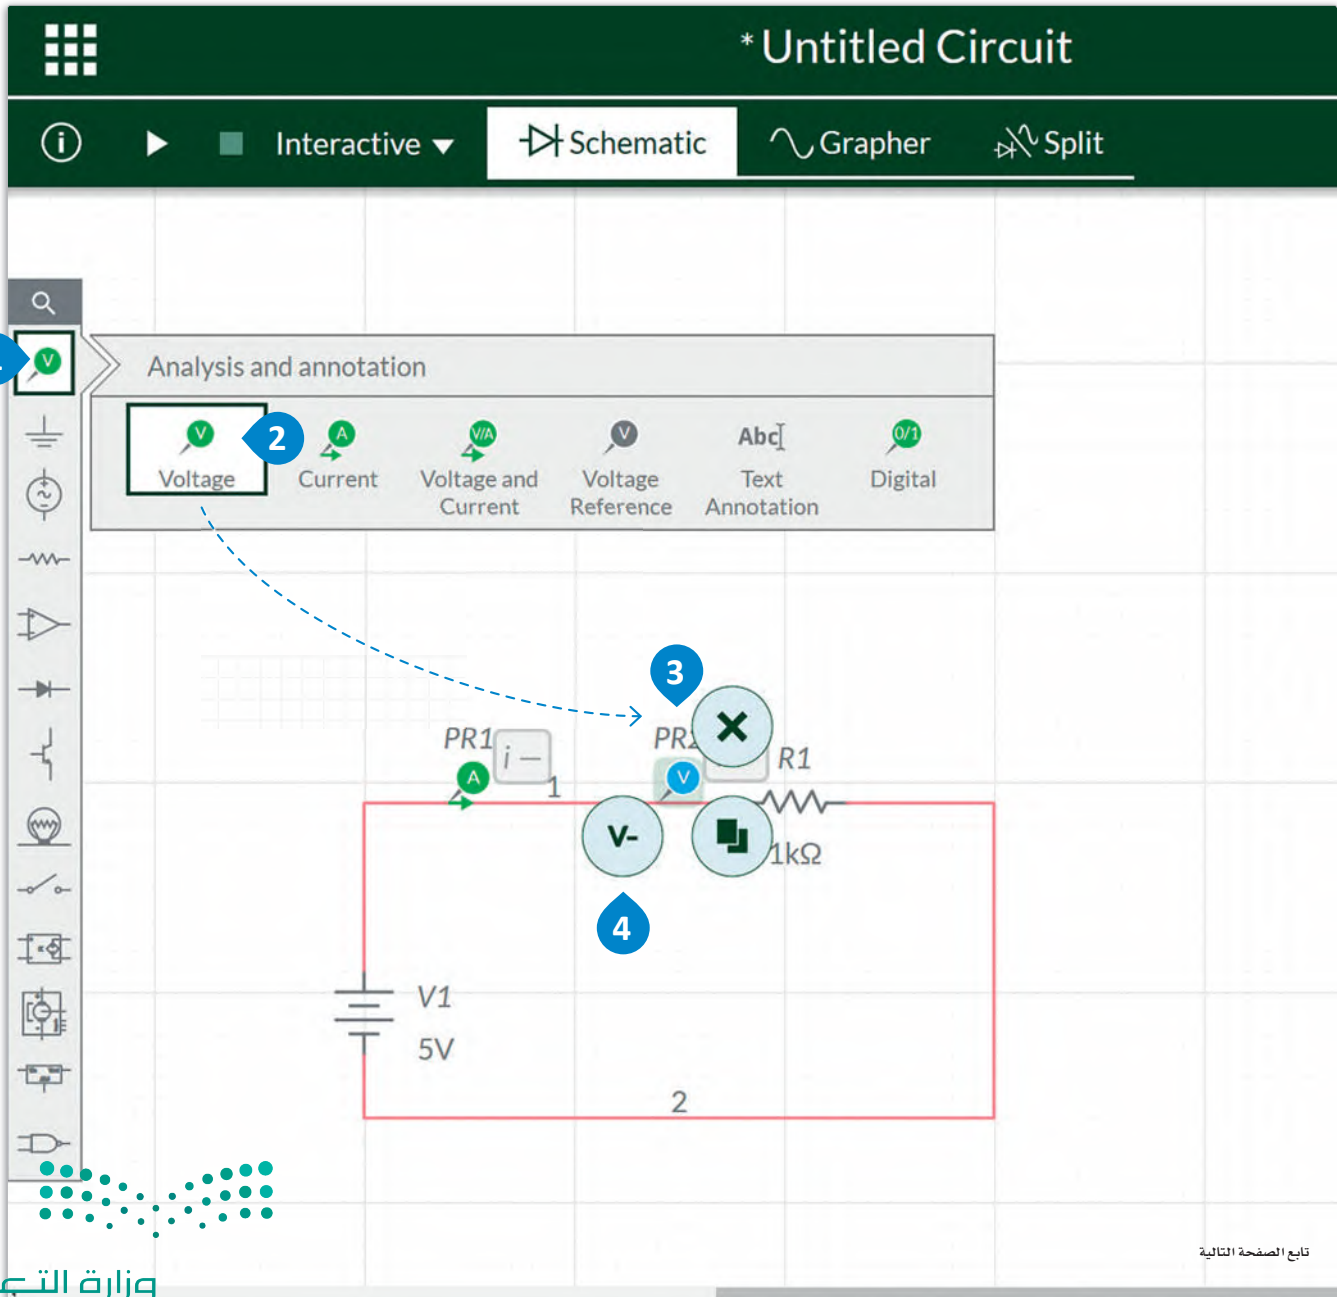 * Untitled Circuit
i
Interactive
Schematic
Grapher
Split
V
Analysis and annotation
V
2
A
V/A
V
Abc
0/1
Voltage
Current
Voltage and Current
Voltage Reference
Text Annotation
Digital
3
PR1
i —
A
1
V
R1
V-
1kΩ
4
V1
5V
2
تابع الصفحة التالية
وزارة